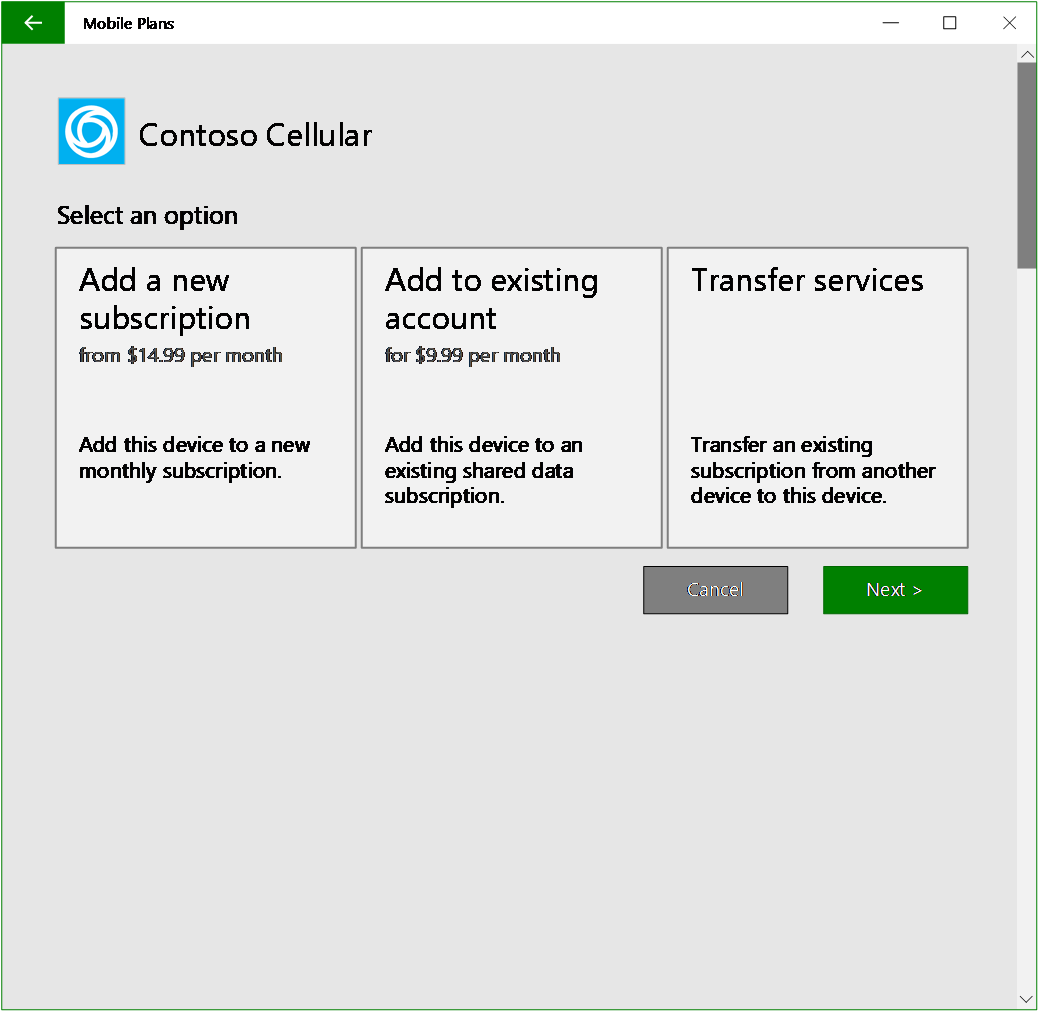 Mobile Plans
Contoso Cellular
Select an option
Add a new
subscription
from $14.99 per month
Add this device to a new
monthly subscription.
Add to existing
account
for $9.99 per month
Add this device to an
existing shared data
subscription.
Transfer services
Transfer an existing
subscription from another
device to this device.
Cancel
Next >